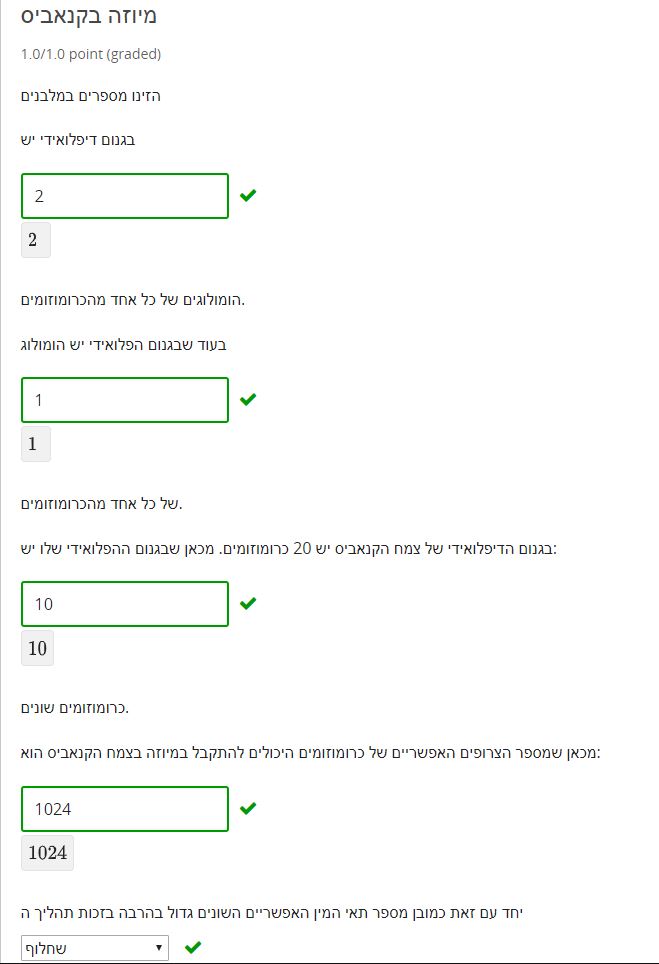 מיוזה בקנאביס
1.0/1.0 point (graded)
הזינו מספרים במלבנים
בגנום דיפלואידי יש
2
2
הומולוגים של כל אחד מהכרומוזומים.
בעוד שבגנום הפלואידי יש הומולוג
1
1
של כל אחד מהכרומוזומים.
בגנום הדיפלואידי של צמח הקנאביס יש 20 כרומוזומים. מכאן שבגנום ההפלואידי שלו יש:
10
10
כרומוזומים שונים.
מכאן שמספר הצרופים האפשריים של כרומוזומים היכולים להתקבל במיוזה בצמח הקנאביס הוא:
1024
1024
יחד עם זאת כמובן מספר תאי המין האפשריים השונים גדול בהרבה בזכות תהליך ה
שחלוף